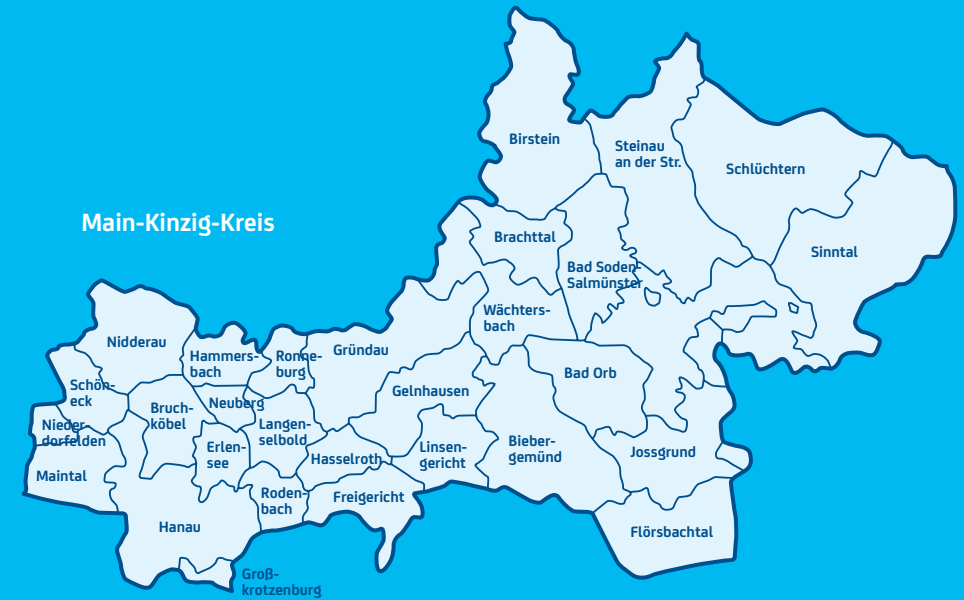 Birstein
Steinau
an der Str.
Schlüchtern
Main-Kinzig-Kreis
Brachttal
Sinntal
Bad Soden-
Salmünster
Wächters-
bach
Nidderau
Hammers-
bach
Ronne-
burg
Gründau
Schön-
eck
Gelnhausen
Bad Orb
Neuberg
Bruch-
köbel
Nieder-
dorfelden
Langen-
selbold
Erlen-
see
Hasselroth
Linsen-
gericht
Bieber-
gemünd
Jossgrund
Maintal
Roden-
bach
Freigericht
Hanau
Flörsbachtal
Groß-
krotzenburg